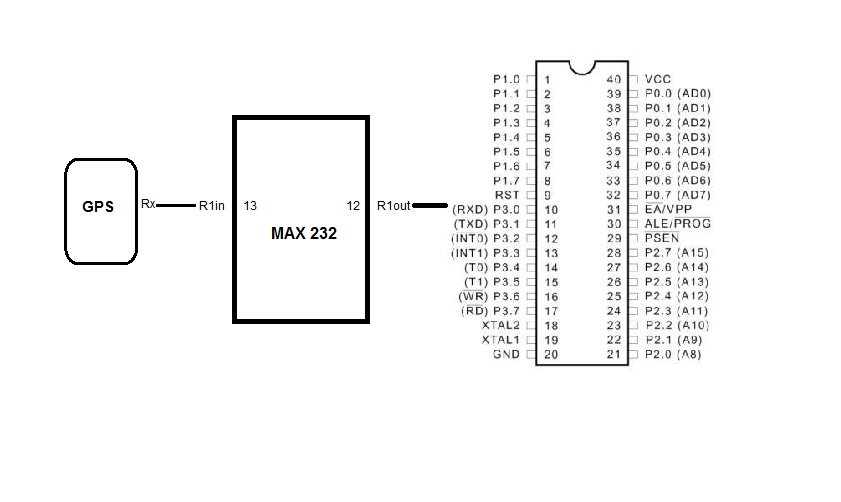 GPS
Rx
R1in
13
12
MAX 232
R1out
P1.0 1 40 VCC
P1.1 2 39 P0.0 (AD0)
P1.2 3 38 P0.1 (AD1)
P1.3 4 37 P0.2 (AD2)
P1.4 5 36 P0.3 (AD3)
P1.5 6 35 P0.4 (AD4)
P1.6 7 34 P0.5 (AD5)
P1.7 8 33 P0.6 (AD6)
RST 9 32 P0.7 (AD7)
(RXD) P3.0 10 31 EA/VPP
(TXD) P3.1 11 30 ALE/PROG
(INT0) P3.2 12 29 PSEN
(INT1) P3.3 13 28 P2.7 (A15)
(T0) P3.4 14 27 P2.6 (A14)
(T1) P3.5 15 26 P2.5 (A13)
(WR) P3.6 16 25 P2.4 (A12)
(RD) P3.7 17 24 P2.3 (A11)
XTAL2 18 23 P2.2 (A10)
XTAL1 19 22 P2.1 (A9)
GND 20 21 P2.0 (A8)